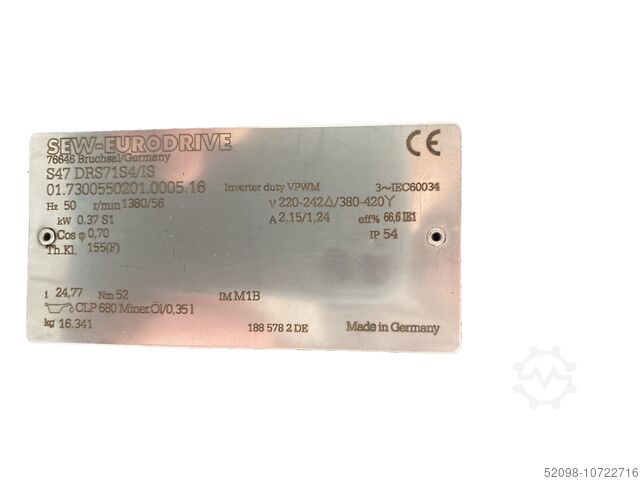 SEW-EURODRIVE
76646 Bruchsal/Germany
S47 DRS71S4/IS
01.7300550201.0005.16 Inverter duty VPWM 3~IEC60034
Hz 50 r/min 1380/56 V 220-242Δ/380-420Y
kW 0.37 S1 A 2,15/1,24 eff% 66,6 IE1
Cos φ 0,70 IP 54
Th.Kl. 155(F)
i 24,77 Nm 52 IM M1B
CLP 680 Miner.Öl/0,35 l
kg 16.341 188 578 2 DE Made in Germany
CE
52098-10722716